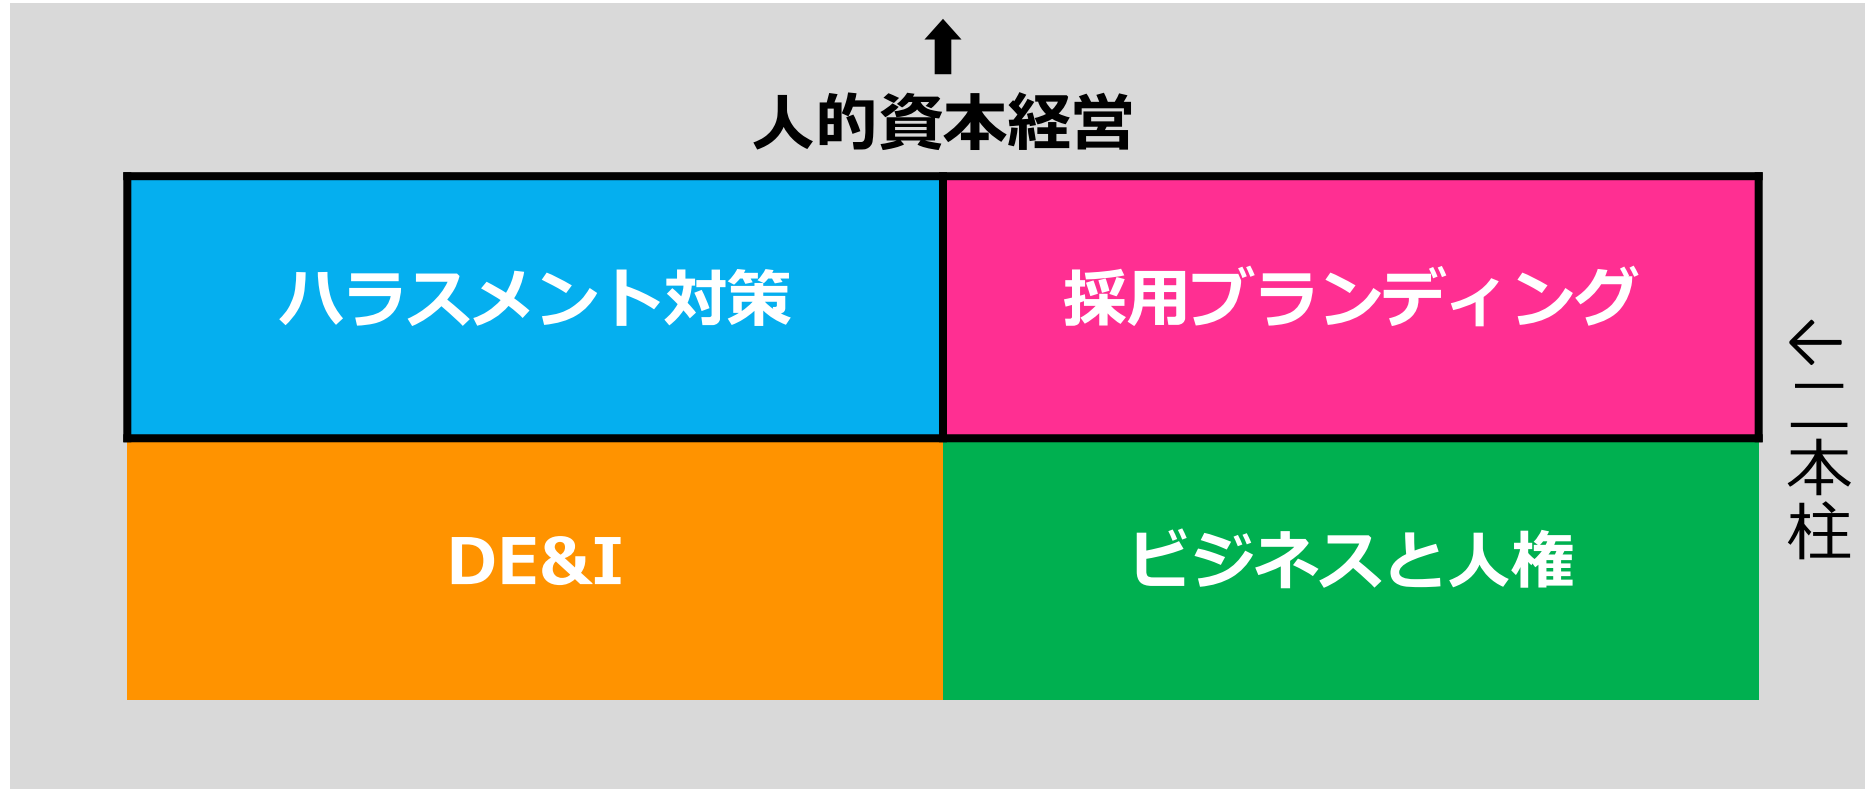 人的資本経営
ハラスメント対策
採用ブランディング
←二本柱
DE&I
ビジネスと人権